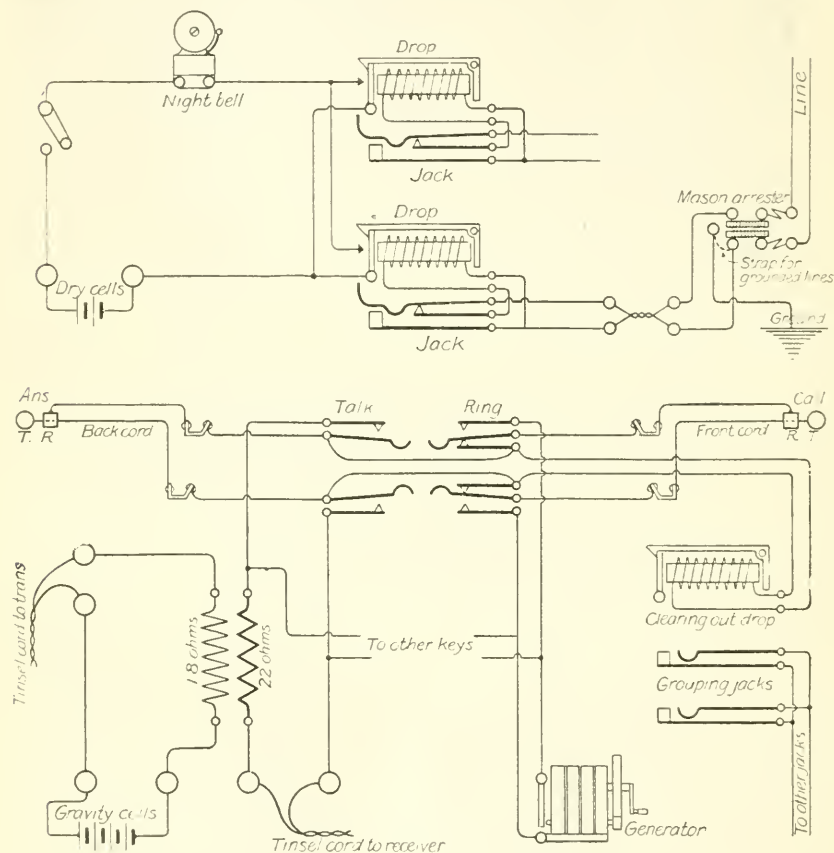 Drop
Night bell
Jack
Line
Mason arrester
Drop
Strap for
grounded lines
Dry cells
Ground
Jack
Ans
Talk
Ring
Call
T. R
Back cord
Front cord
R. T
Tinsel cord to trans
18 ohms
22 ohms
To other keys
Clearing out drop
Grouping jacks
To other jacks
Gravity cells
Generator
Tinsel cord to receiver